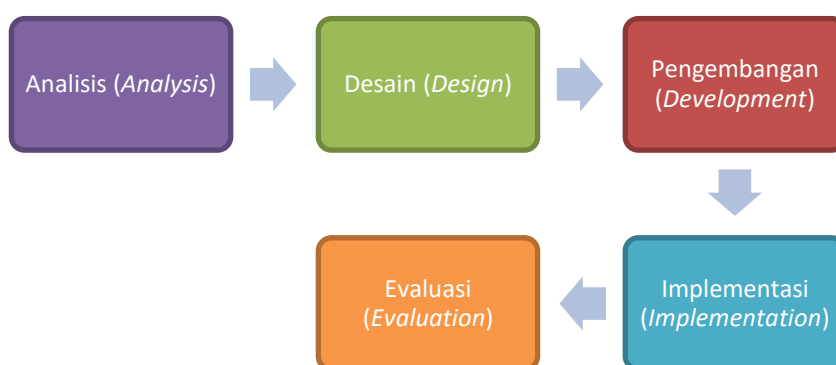 Analisis (Analysis)
Desain (Design)
Pengembangan
(Development)
Implementasi
(Implementation)
Evaluasi
(Evaluation)